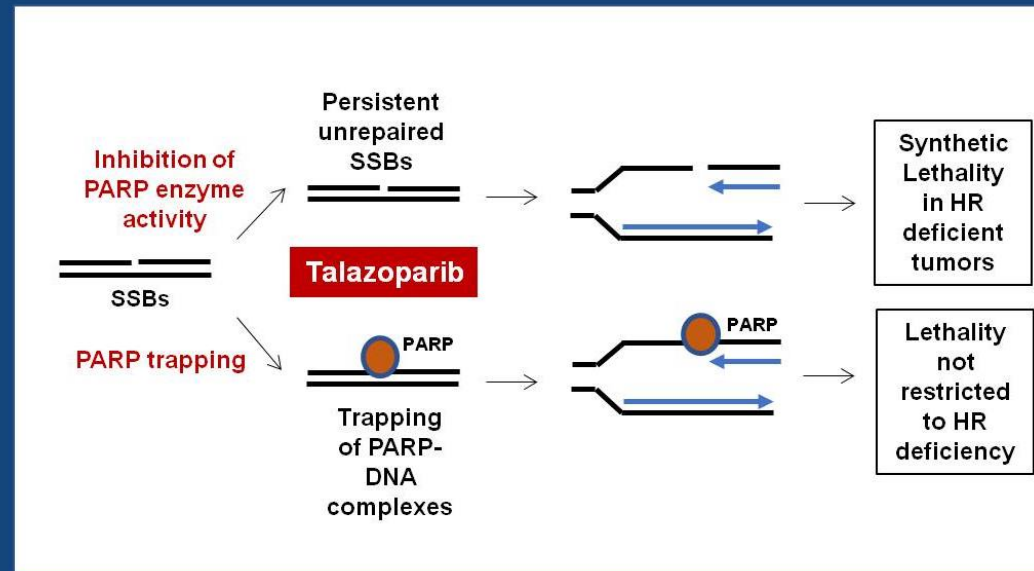 Inhibition of
PARP enzyme
activity
SSBs
PARP trapping
Persistent
unrepaired
SSBs
Talazoparib
PARP
Trapping
of PARP-
DNA
complexes
PARP
Synthetic
Lethality
in HR
deficient
tumors
Lethality
not
restricted
to HR
deficiency